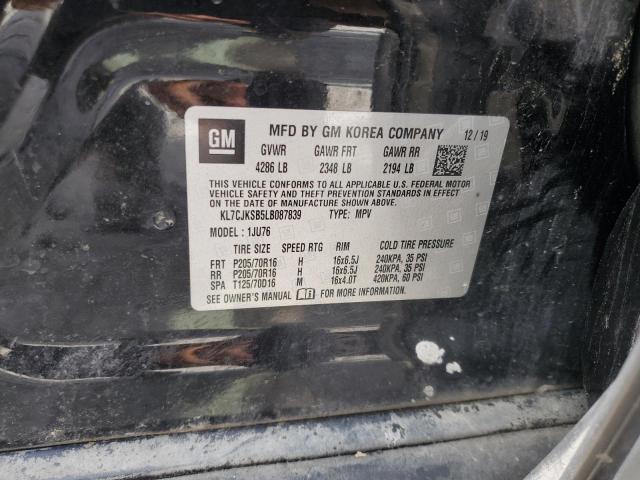 GM MFD BY GM KOREA COMPANY 12/19
GVWR GAWR FRT GAWR RR
4286 LB 2348 LB 2194 LB
THIS VEHICLE CONFORMS TO ALL APPLICABLE U.S. FEDERAL MOTOR
VEHICLE SAFETY AND THEFT PREVENTION STANDARDS IN EFFECT
ON THE DATE OF MANUFACTURE SHOWN ABOVE.
KL7CJKSB5LB087839 TYPE: MPV
MODEL: 1JU76
TIRE SIZE SPEED RTG RIM COLD TIRE PRESSURE
FRT P205/70R16 H 16x6.5J 240KPA, 35 PSI
RR P205/70R16 H 16x6.5J 240KPA, 35 PSI
SPA T125/70D16 M 16x4.0T 420KPA, 60 PSI
SEE OWNER'S MANUAL FOR MORE INFORMATION.